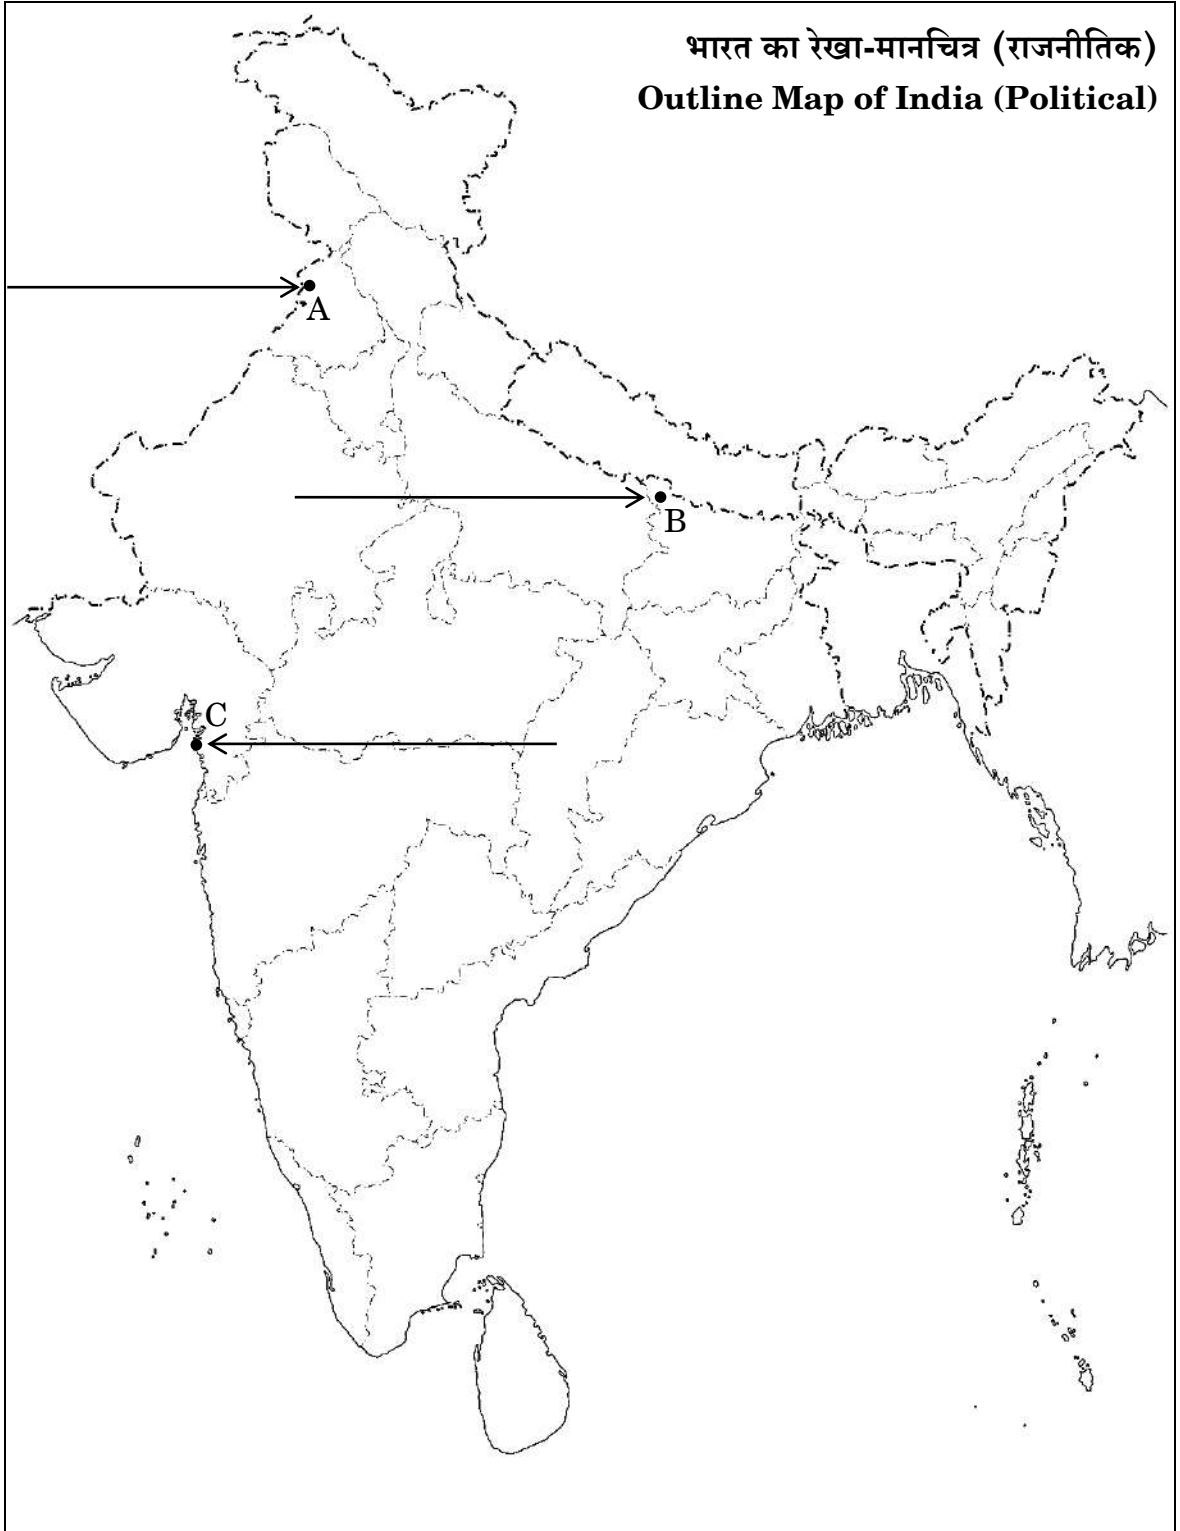 भारत का रेखा-मानचित्र (राजनीतिक)
Outline Map of India (Political)
A
B
C